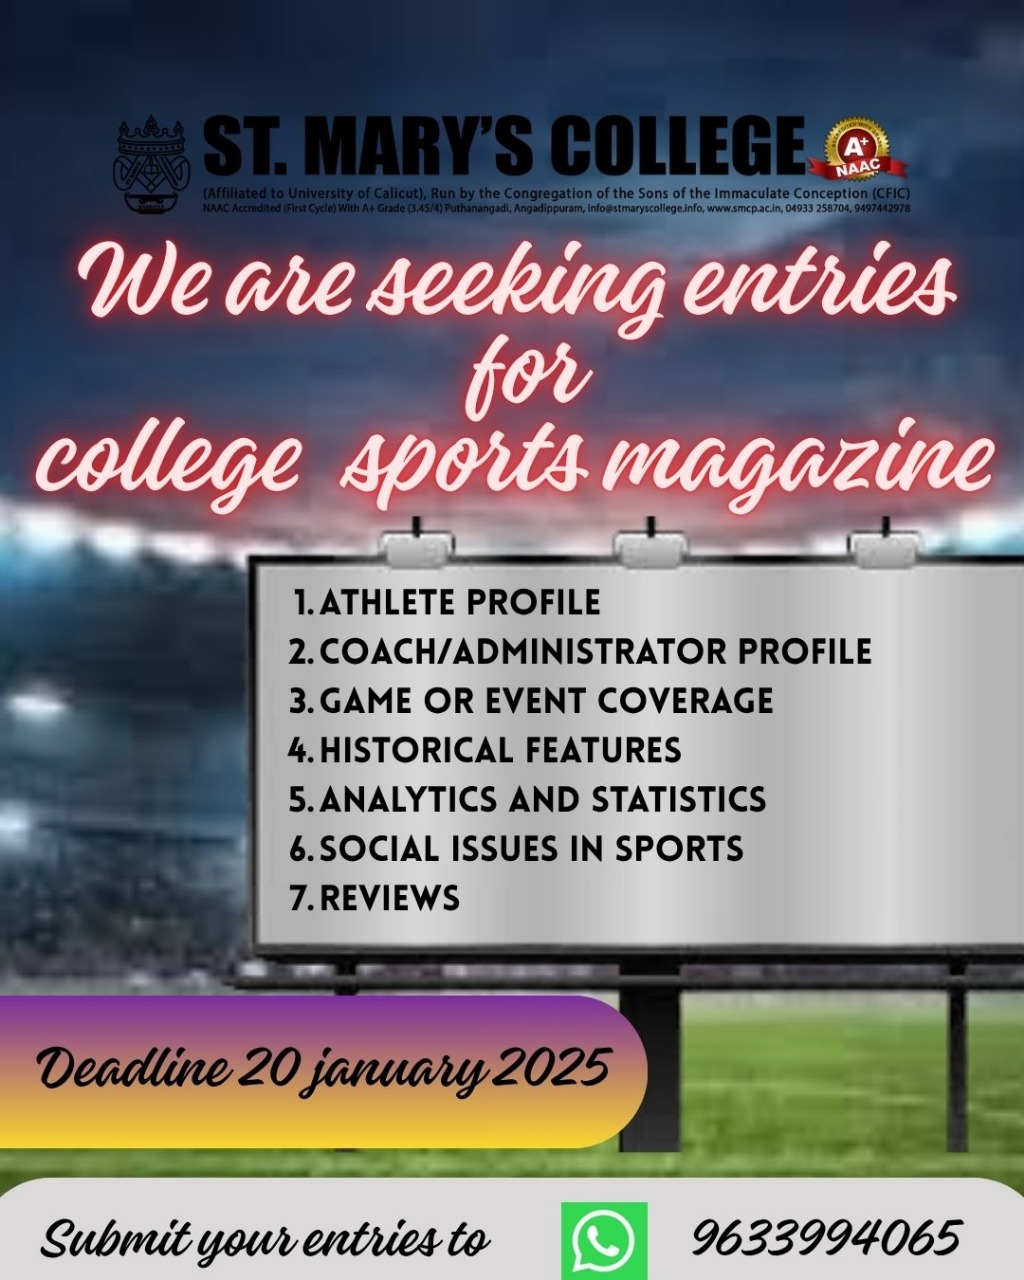 ST. MARY'S COLLEGE
A+
NAAC
(Affiliated to University of Calicut), Run by the Congregation of the Sons of the Immaculate Conception (CFIC)
NAAC Accredited (First Cycle) With A+ Grade (3.45/4) Puthanangadi, Angadippuram, info@stmaryscollege.info, www.smcp.ac.in, 04933 258704, 9497442978
We are seeking entries
for
college sports magazine
1. ATHLETE PROFILE
2. COACH/ADMINISTRATOR PROFILE
3. GAME OR EVENT COVERAGE
4. HISTORICAL FEATURES
5. ANALYTICS AND STATISTICS
6. SOCIAL ISSUES IN SPORTS
7. REVIEWS
Deadline 20 january 2025
Submit your entries to 9633994065